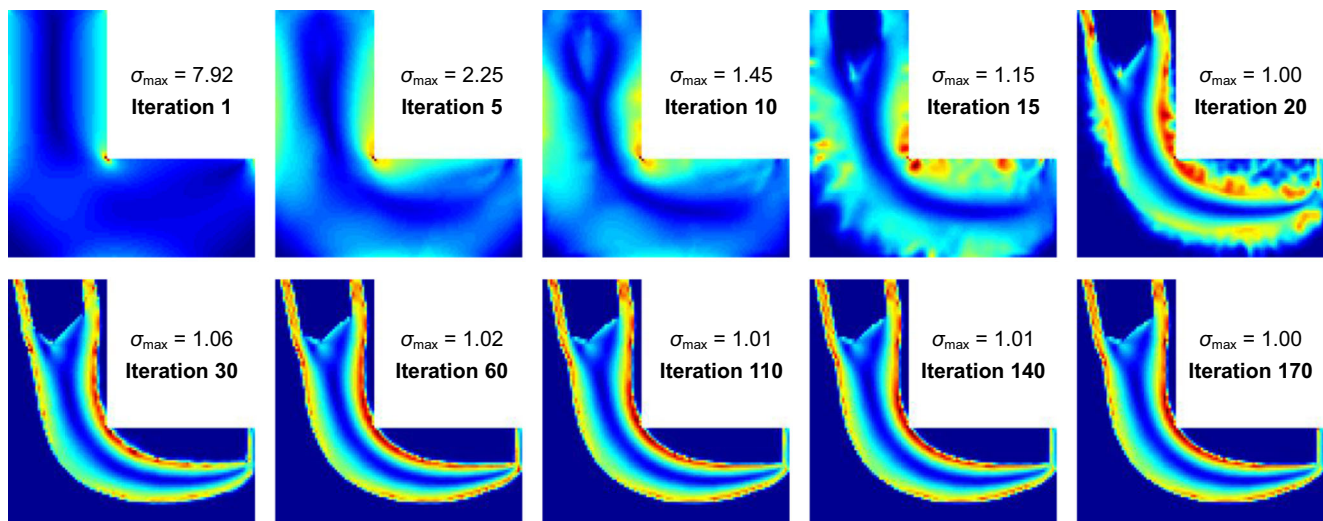 σmax = 7.92
Iteration 1
σmax = 2.25
Iteration 5
σmax = 1.45
Iteration 10
σmax = 1.15
Iteration 15
σmax = 1.00
Iteration 20
σmax = 1.06
Iteration 30
σmax = 1.02
Iteration 60
σmax = 1.01
Iteration 110
σmax = 1.01
Iteration 140
σmax = 1.00
Iteration 170